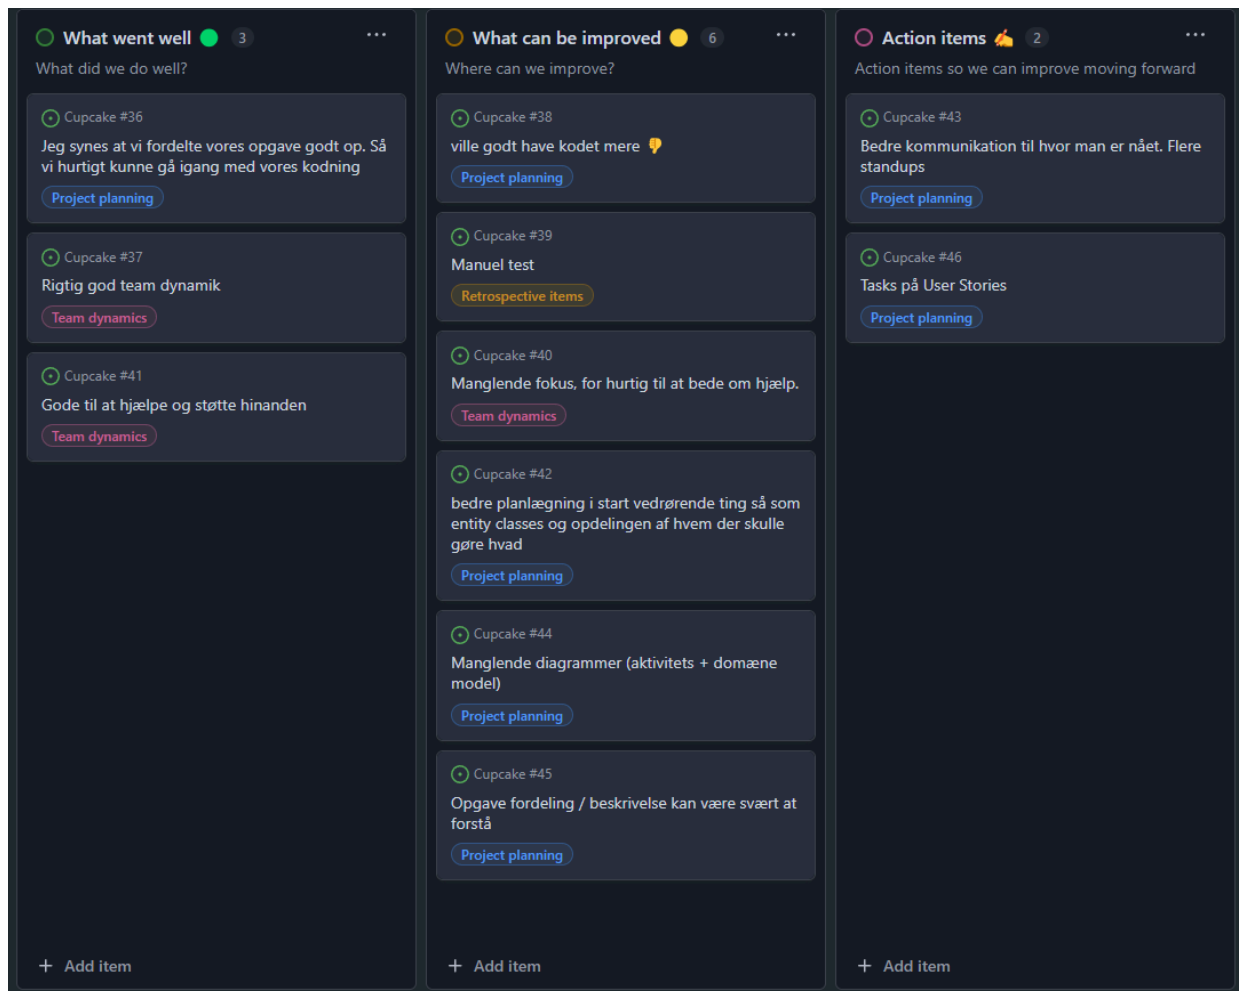 What went well 🟢 3 ...
What did we do well?
Cupcake #36
Jeg synes at vi fordelte vores opgave godt op. Så
vi hurtigt kunne gå igang med vores kodning
Project planning
Cupcake #37
Rigtig god team dynamik
Team dynamics
Cupcake #41
Gode til at hjælpe og støtte hinanden
Team dynamics
+ Add item
What can be improved 🟡 6 ...
Where can we improve?
Cupcake #38
ville godt have kodet mere 👎
Project planning
Cupcake #39
Manuel test
Retrospective items
Cupcake #40
Manglende fokus, for hurtig til at bede om hjælp.
Team dynamics
Cupcake #42
bedre planlægning i start vedrørende ting så som
entity classes og opdelingen af hvem der skulle
gøre hvad
Project planning
Cupcake #44
Manglende diagrammer (aktivitets + domæne
model)
Project planning
Cupcake #45
Opgave fordeling / beskrivelse kan være svært at
forstå
Project planning
+ Add item
Action items ✍️ 2 ...
Action items so we can improve moving forward
Cupcake #43
Bedre kommunikation til hvor man er nået. Flere
standups
Project planning
Cupcake #46
Tasks på User Stories
Project planning
+ Add item